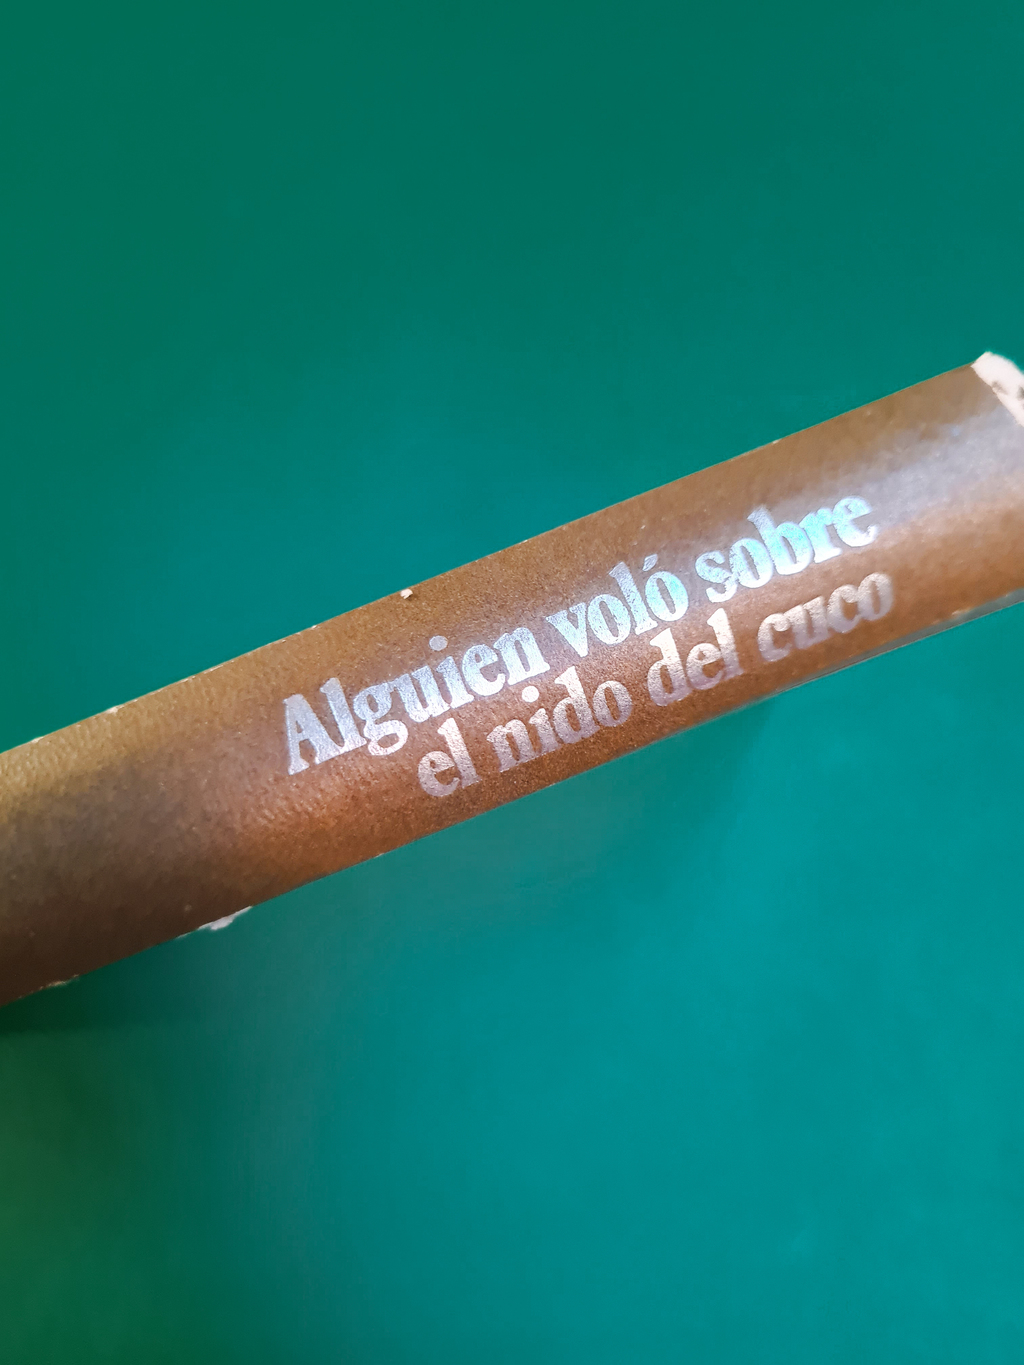 Alguien voló sobre
el nido del cuco